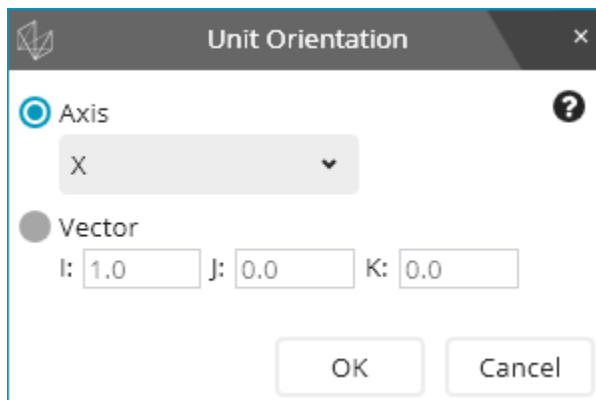 Unit Orientation ×
Axis ?
X
Vector
I: 1.0 J: 0.0 K: 0.0
OK Cancel